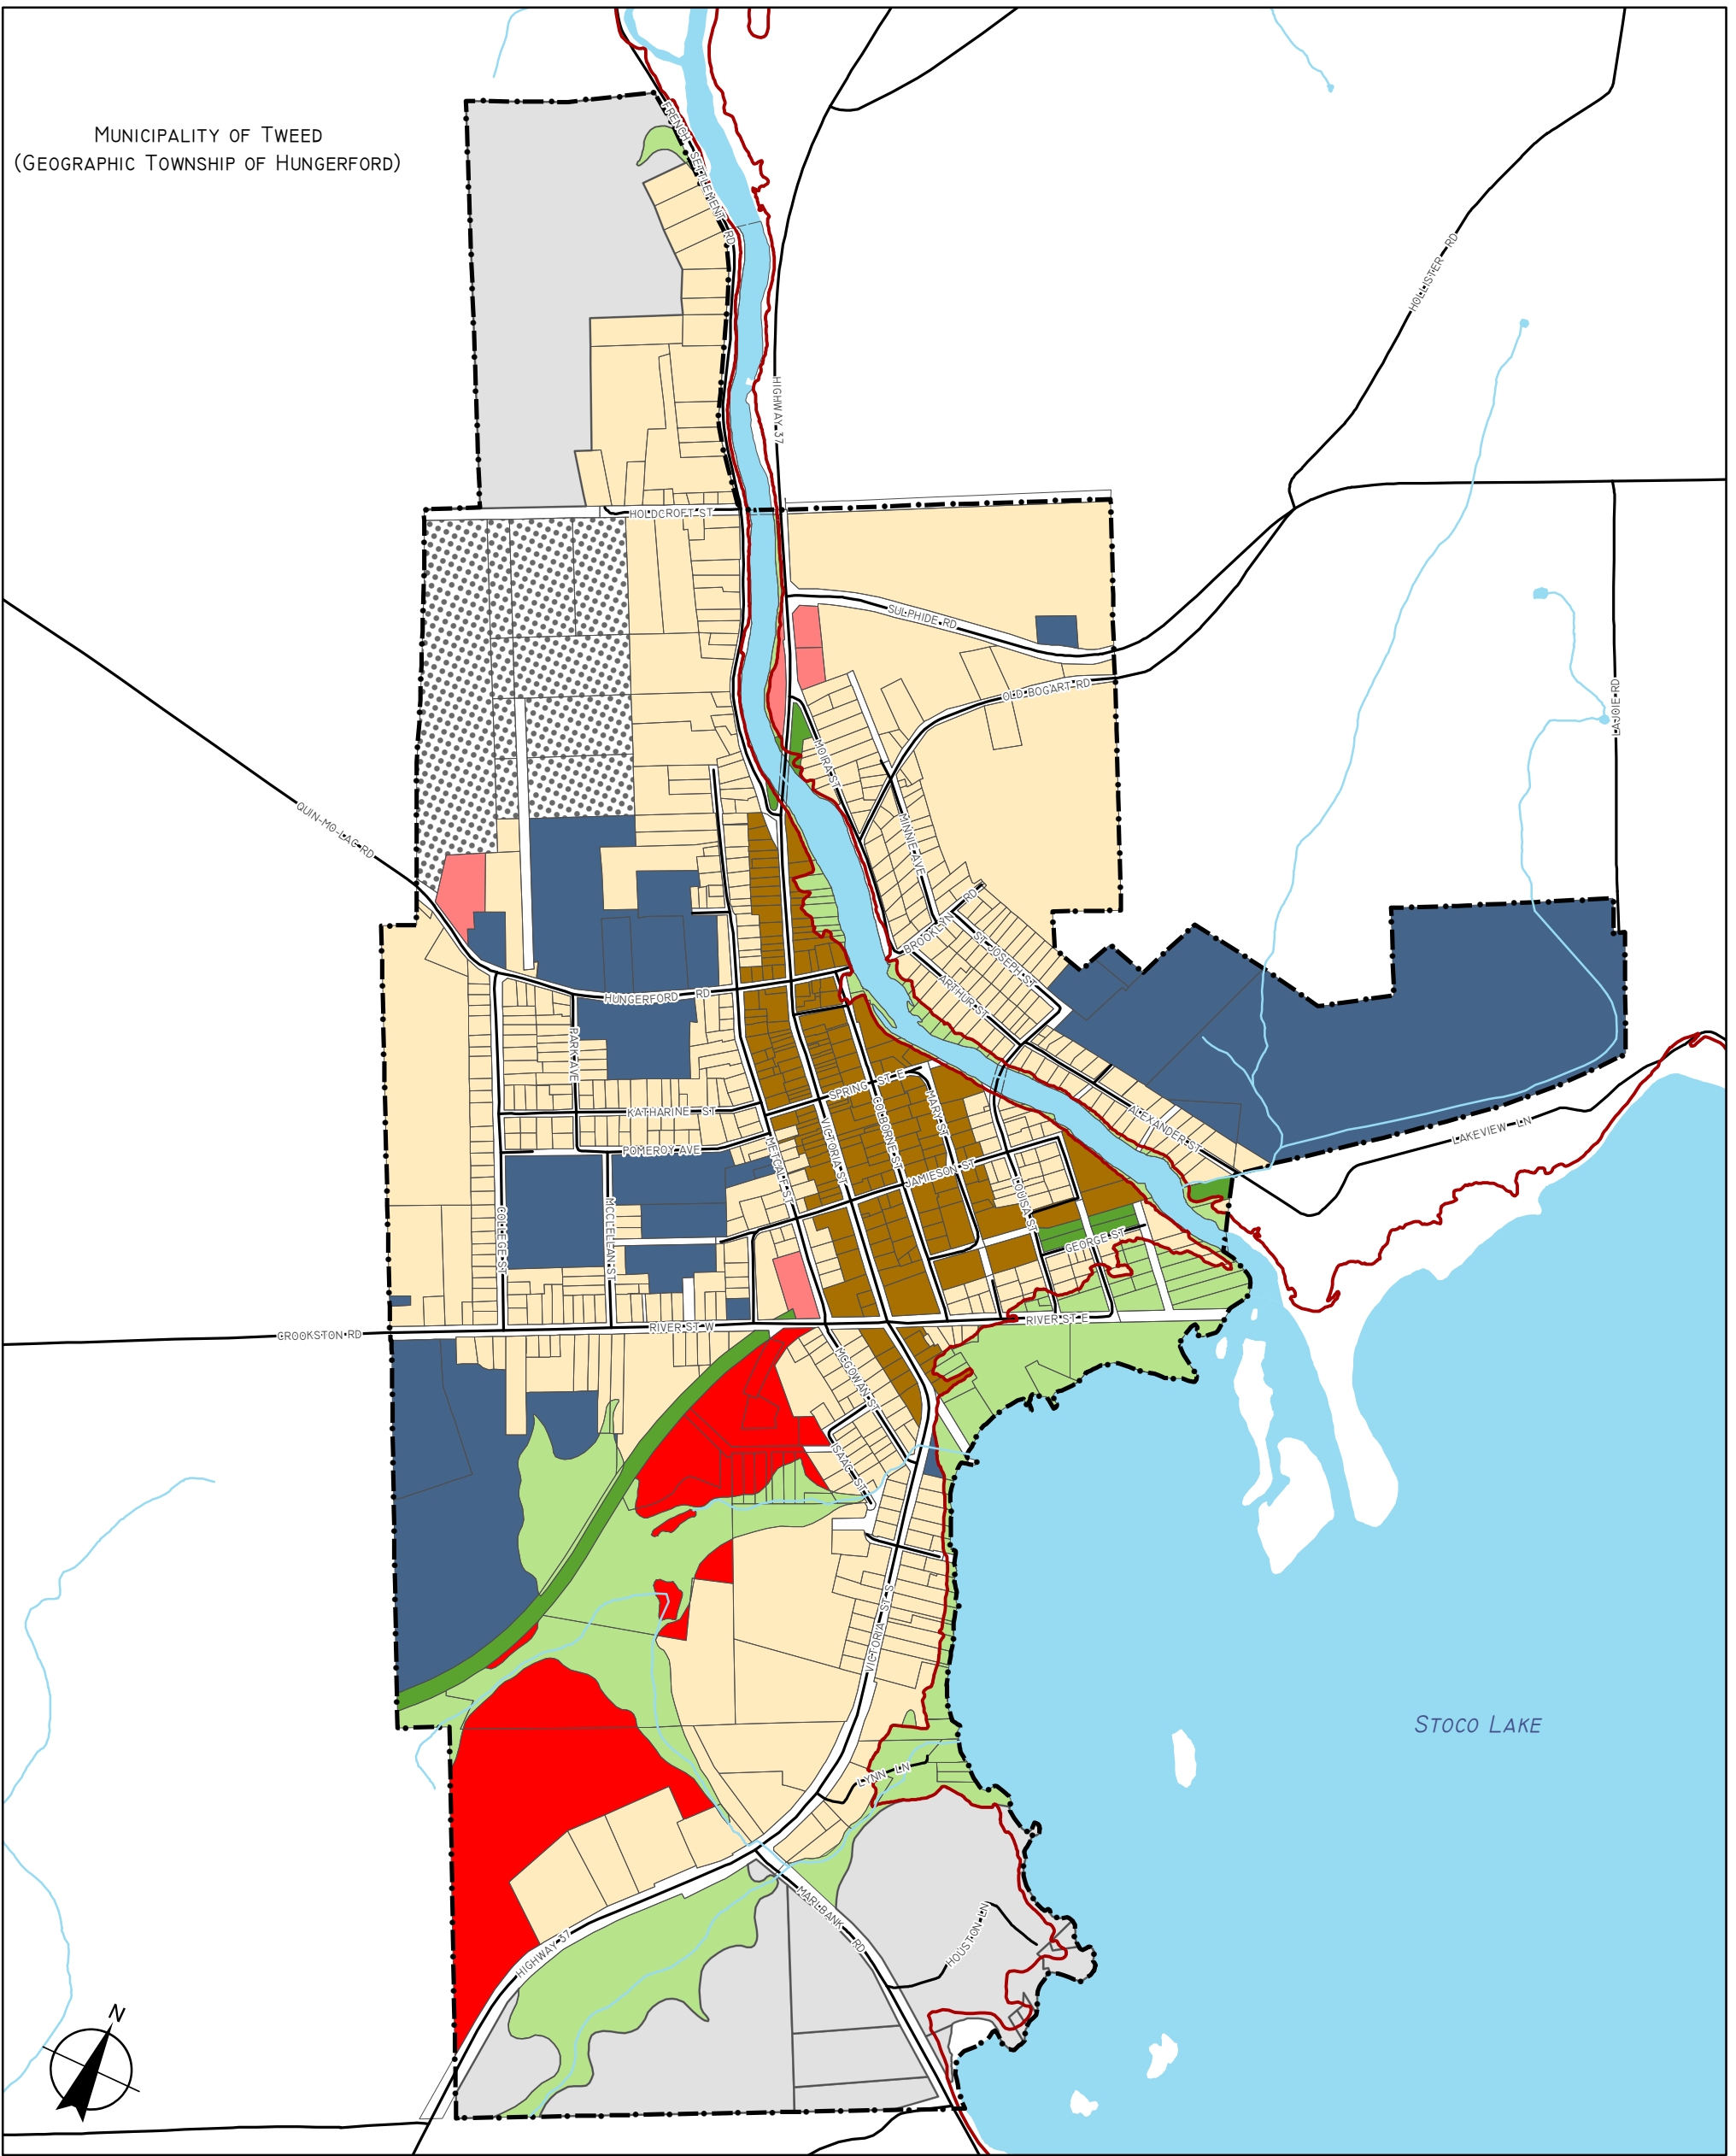 MUNICIPALITY OF TWEED
(GEOGRAPHIC TOWNSHIP OF HUNGERFORD)
FRENCH SETTLEMENT RD
HOLLISTER RD
HIGHWAY 37
HOLDCROFT ST
SULPHIDE RD
OLD BOGART RD
LAJOIE RD
MOIRA ST
QUIN-MO-LAC RD
MINNIE AVE
BROOKLYN RD
ST JOSEPH ST
ARTHUR ST
HUNGERFORD RD
PARK AVE
SPRING ST E
KATHARINE ST
COLBORNE ST
MARY ST
VICTORIA ST
ALEXANDER ST
LAKEVIEW LN
POMEROY AVE
METCALF ST
JAMIESON ST
LOUISA ST
COLLEGE ST
MCCLELLAN ST
GEORGE ST
CROOKSTON RD
RIVER ST W
RIVER ST E
MCGOWAN ST
ISAAC ST
VICTORIA ST S
STOCO LAKE
LYNN LN
MARLBANK RD
HOUSTON LN
HIGHWAY 37
N